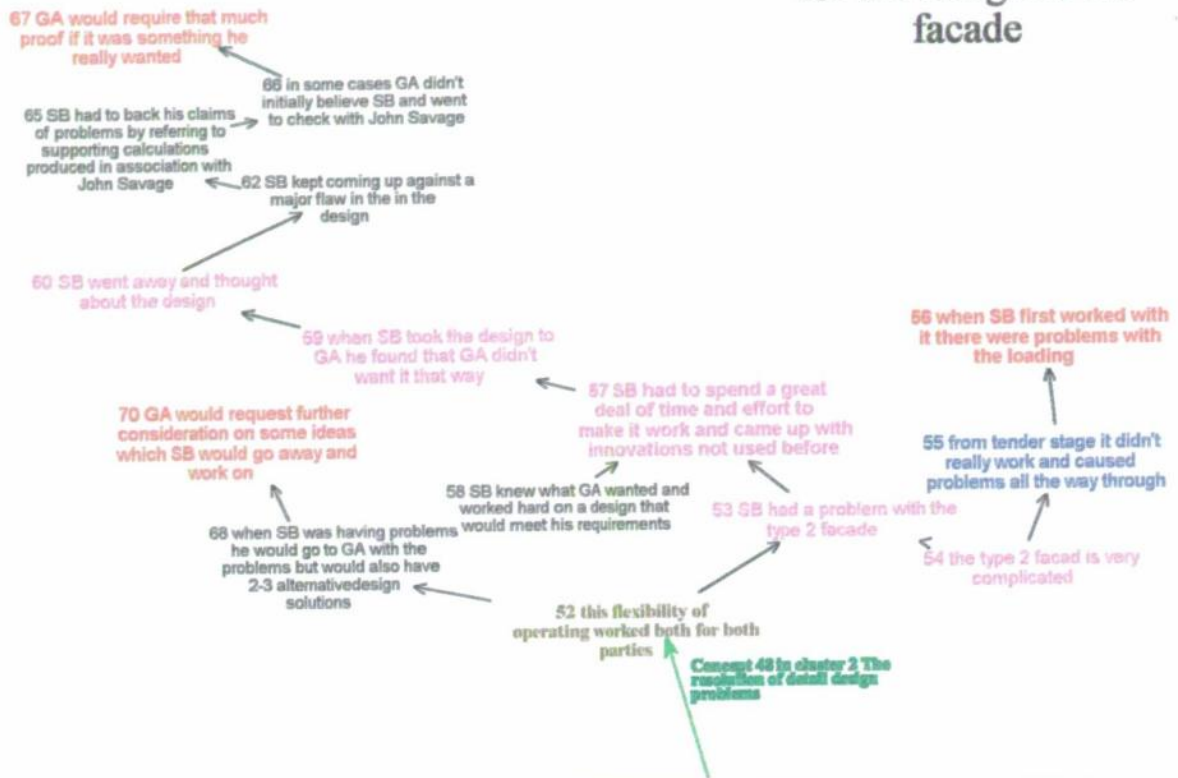 facade
67 GA would require that much
proof if it was something he
really wanted
66 in some cases GA didn't
initially believe SB and went
to check with John Savage
65 SB had to back his claims
of problems by referring to
supporting calculations
produced in association with
John Savage
62 SB kept coming up against a
major flaw in the in the
design
60 SB went away and thought
about the design
59 when SB took the design to
GA he found that GA didn't
want it that way
56 when SB first worked with
it there were problems with
the loading
57 SB had to spend a great
deal of time and effort to
make it work and came up with
innovations not used before
70 GA would request further
consideration on some ideas
which SB would go away and
work on
55 from tender stage it didn't
really work and caused
problems all the way through
58 SB knew what GA wanted and
worked hard on a design that
would meet his requirements
53 SB had a problem with the
type 2 facade
68 when SB was having problems
he would go to GA with the
problems but would also have
2-3 alternativedesign
solutions
54 the type 2 facad is very
complicated
52 this flexibility of
operating worked both for both
parties
Concept 48 in cluster 2 The
resolution of detail design
problems